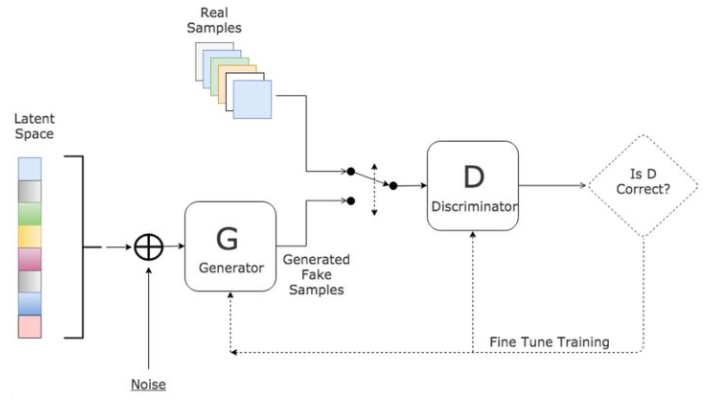 Real
Samples
Latent
Space
D
Discriminator
Is D
Correct?
G
Generator
Generated
Fake
Samples
Fine Tune Training
Noise